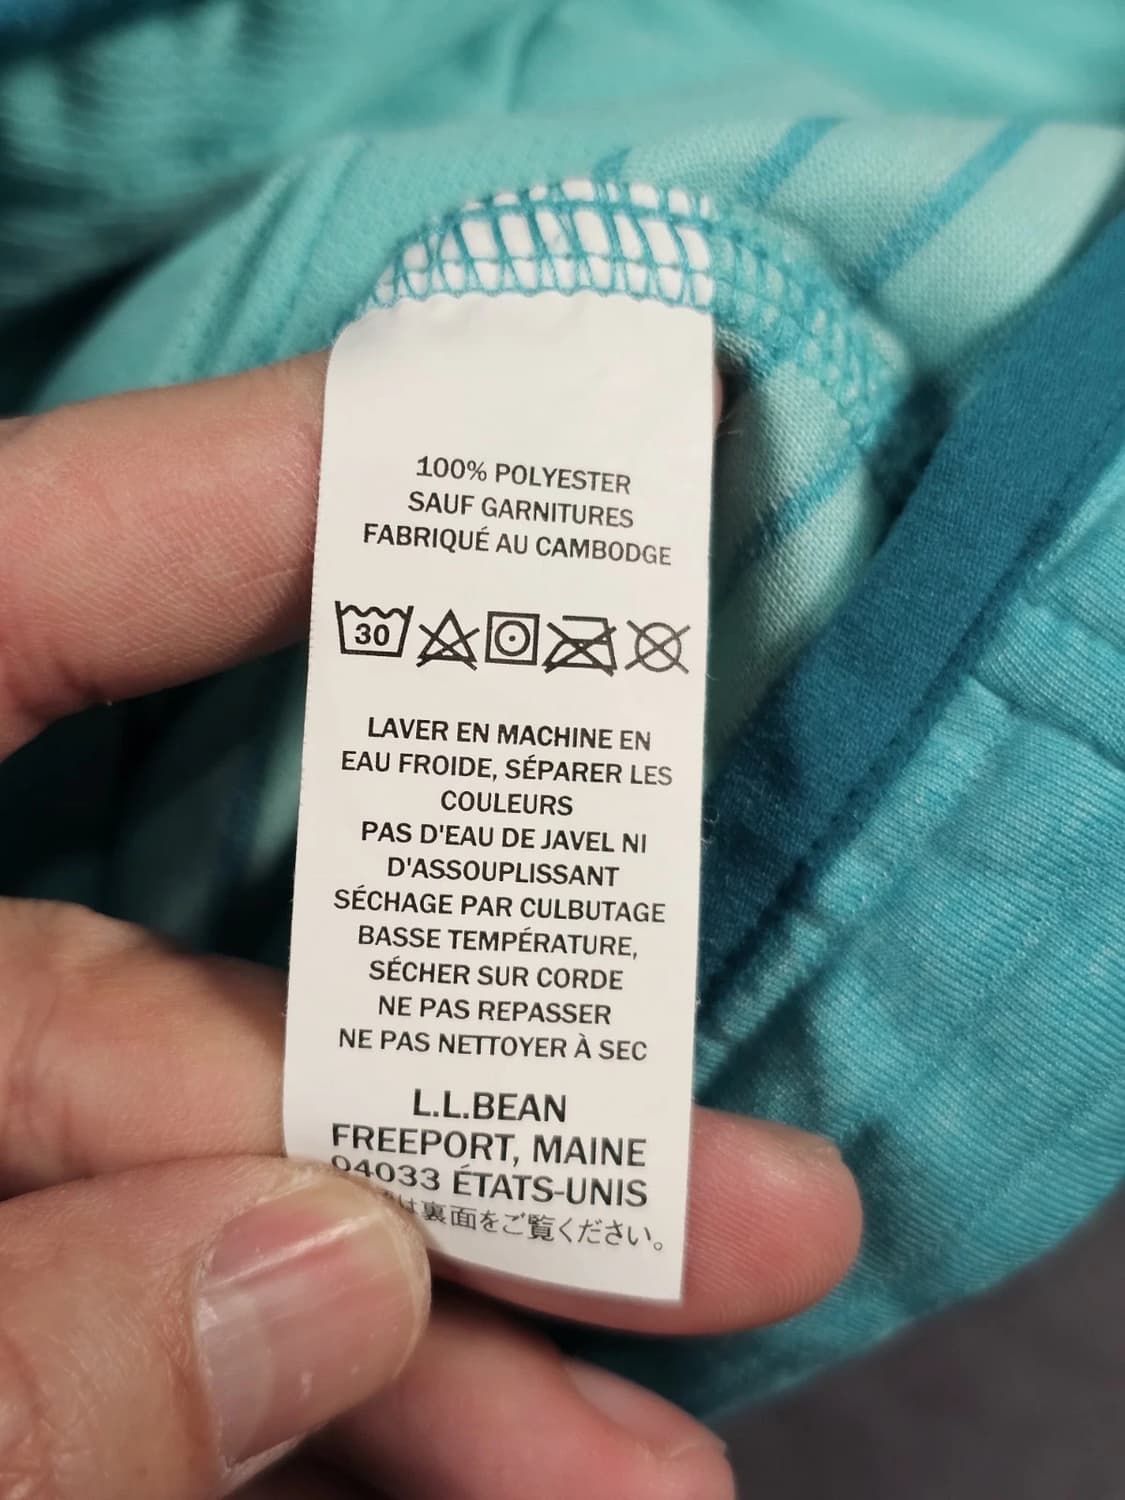 100% POLYESTER
SAUF GARNITURES
FABRIQUÉ AU CAMBODGE
30
LAVER EN MACHINE EN
EAU FROIDE, SÉPARER LES
COULEURS
PAS D'EAU DE JAVEL NI
D'ASSOUPLISSANT
SÉCHAGE PAR CULBUTAGE
BASSE TEMPÉRATURE,
SÉCHER SUR CORDE
NE PAS REPASSER
NE PAS NETTOYER À SEC
L.L.BEAN
FREEPORT, MAINE
04033 ÉTATS-UNIS
は裏面をご覧ください。